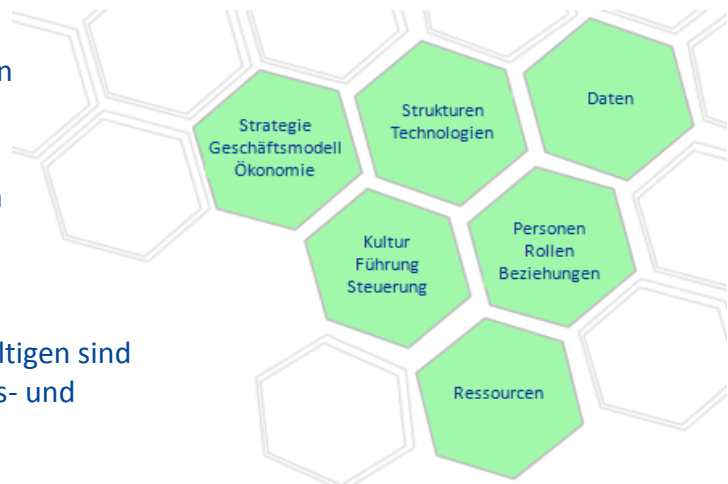 n
n
ltigen sind
s- und
Strategie
Geschäftsmodell
Ökonomie
Strukturen
Technologien
Daten
Kultur
Führung
Steuerung
Personen
Rollen
Beziehungen
Ressourcen